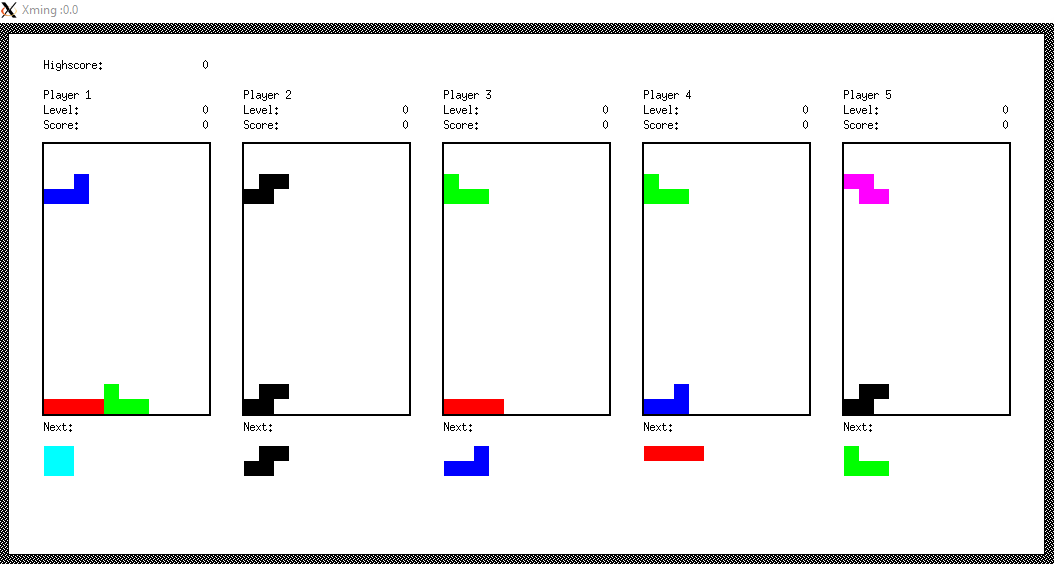 Xming :0.0
Highscore: 0
Player 1 Player 2 Player 3 Player 4 Player 5
Level: 0 Level: 0 Level: 0 Level: 0 Level: 0
Score: 0 Score: 0 Score: 0 Score: 0 Score: 0
Next: Next: Next: Next: Next: